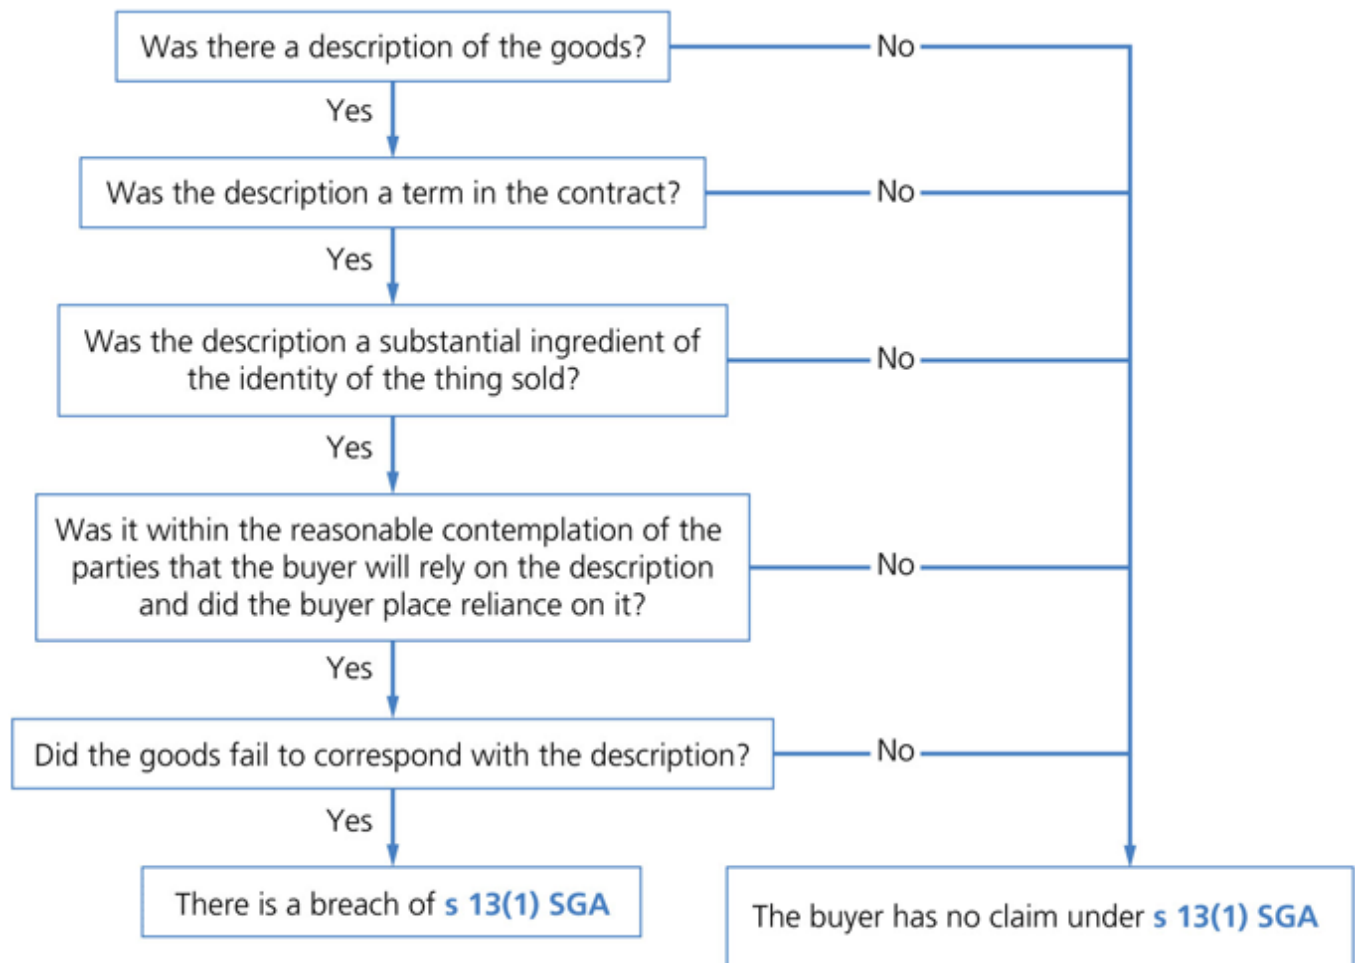 Was there a description of the goods?
No
Yes
Was the description a term in the contract?
No
Yes
Was the description a substantial ingredient of
the identity of the thing sold?
No
Yes
Was it within the reasonable contemplation of the
parties that the buyer will rely on the description
and did the buyer place reliance on it?
No
Yes
Did the goods fail to correspond with the description?
No
Yes
There is a breach of s 13(1) SGA
The buyer has no claim under s 13(1) SGA